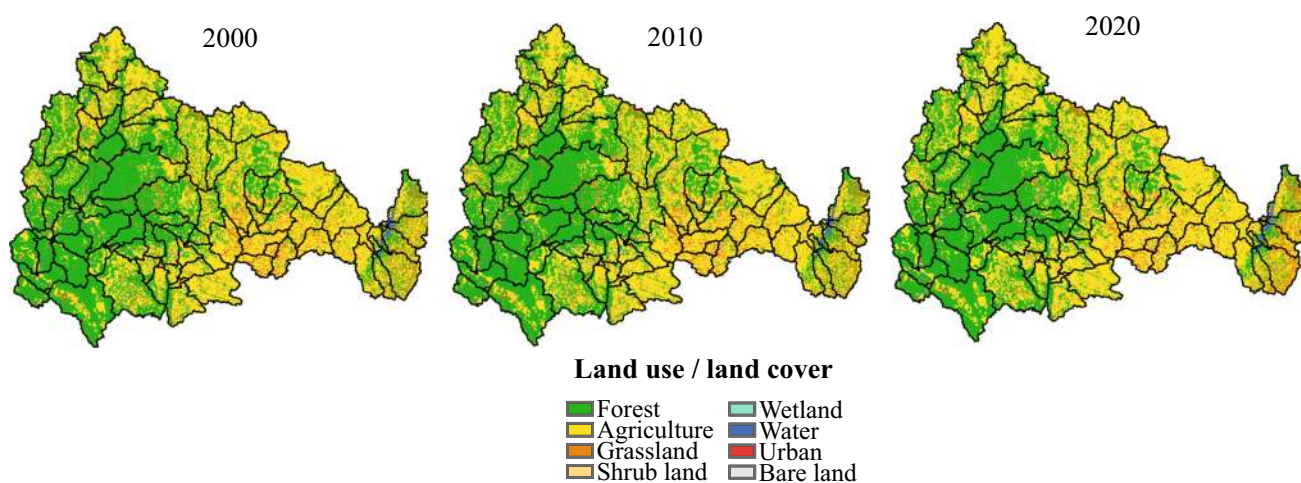 2000
2010
2020
Land use / land cover
Forest
Wetland
Agriculture
Water
Grassland
Urban
Shrub land
Bare land